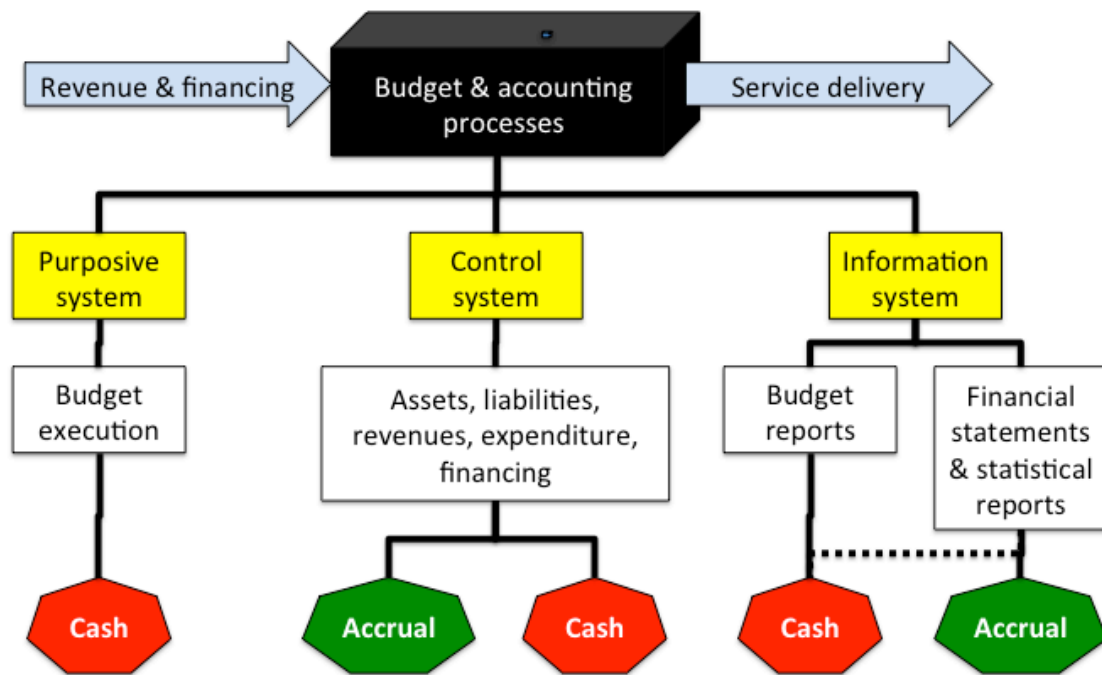 Revenue & financing
Budget & accounting
processes
Service delivery
Purposive
system
Control
system
Information
system
Budget
execution
Assets, liabilities,
revenues, expenditure,
financing
Budget
reports
Financial
statements
& statistical
reports
Cash
Accrual
Cash
Cash
Accrual